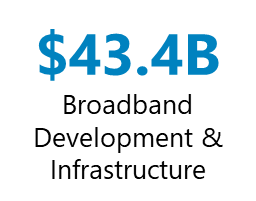 $43.4B
Broadband
Development &
Infrastructure